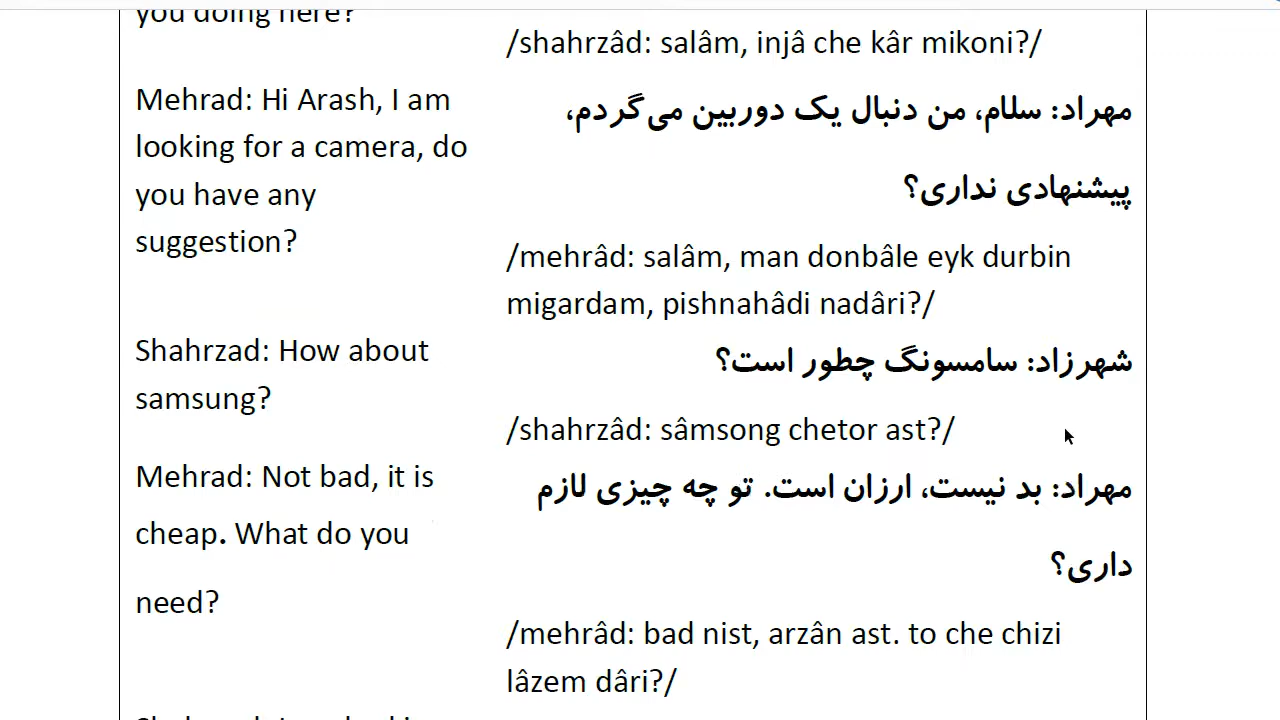 you doing here?
/shahrzâd: salâm, injâ che kâr mikoni?/
Mehrad: Hi Arash, I am
looking for a camera, do
you have any
suggestion?
مهراد: سلام، من دنبال یک دوربین می‌گردم،
پیشنهادی نداری؟
/mehrâd: salâm, man donbâle eyk durbin
migardam, pishnahâdi nadâri?/
Shahrzad: How about
samsung?
شهرزاد: سامسونگ چطور است؟
/shahrzâd: sâmsong chetor ast?/
Mehrad: Not bad, it is
cheap. What do you
need?
مهراد: بد نیست، ارزان است. تو چه چیزی لازم
داری؟
/mehrâd: bad nist, arzân ast. to che chizi
lâzem dâri?/